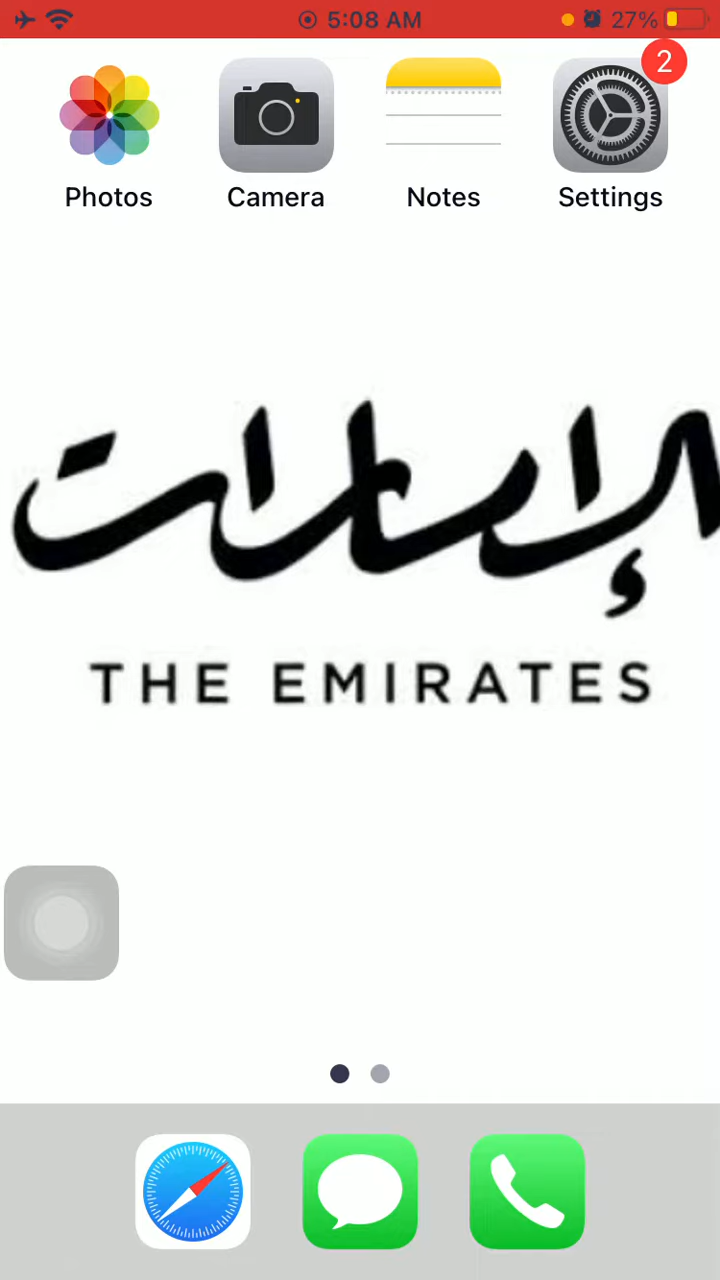 5:08 AM
27%
2
Photos
Camera
Notes
Settings
الإمارات
THE EMIRATES